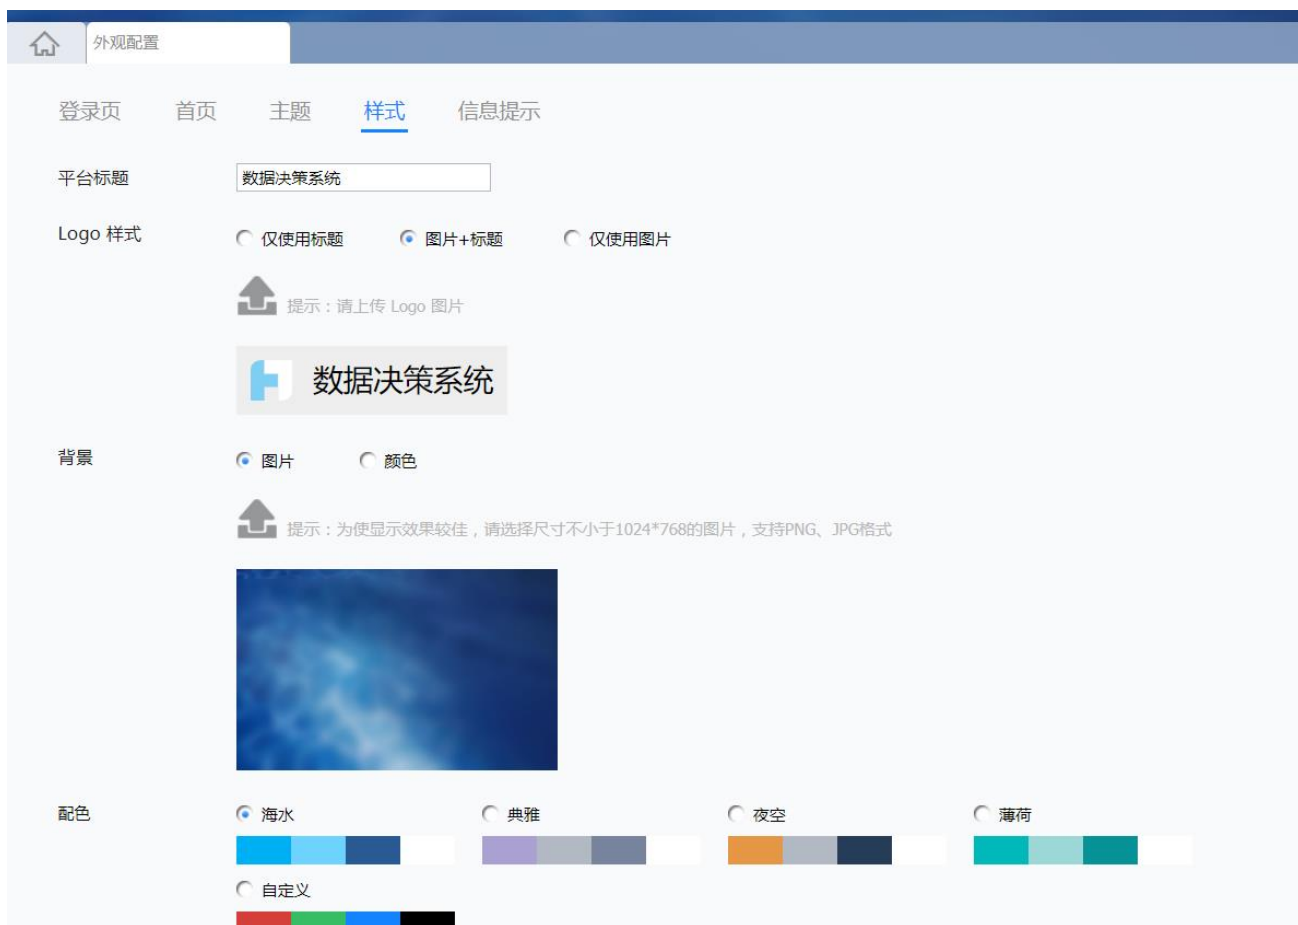 外观配置
登录页 首页 主题 样式 信息提示
平台标题 数据决策系统
Logo 样式 仅使用标题 图片+标题 仅使用图片
提示：请上传 Logo 图片
数据决策系统
背景 图片 颜色
提示：为使显示效果较佳，请选择尺寸不小于1024*768的图片，支持PNG、JPG格式
配色 海水 典雅 夜空 薄荷
自定义